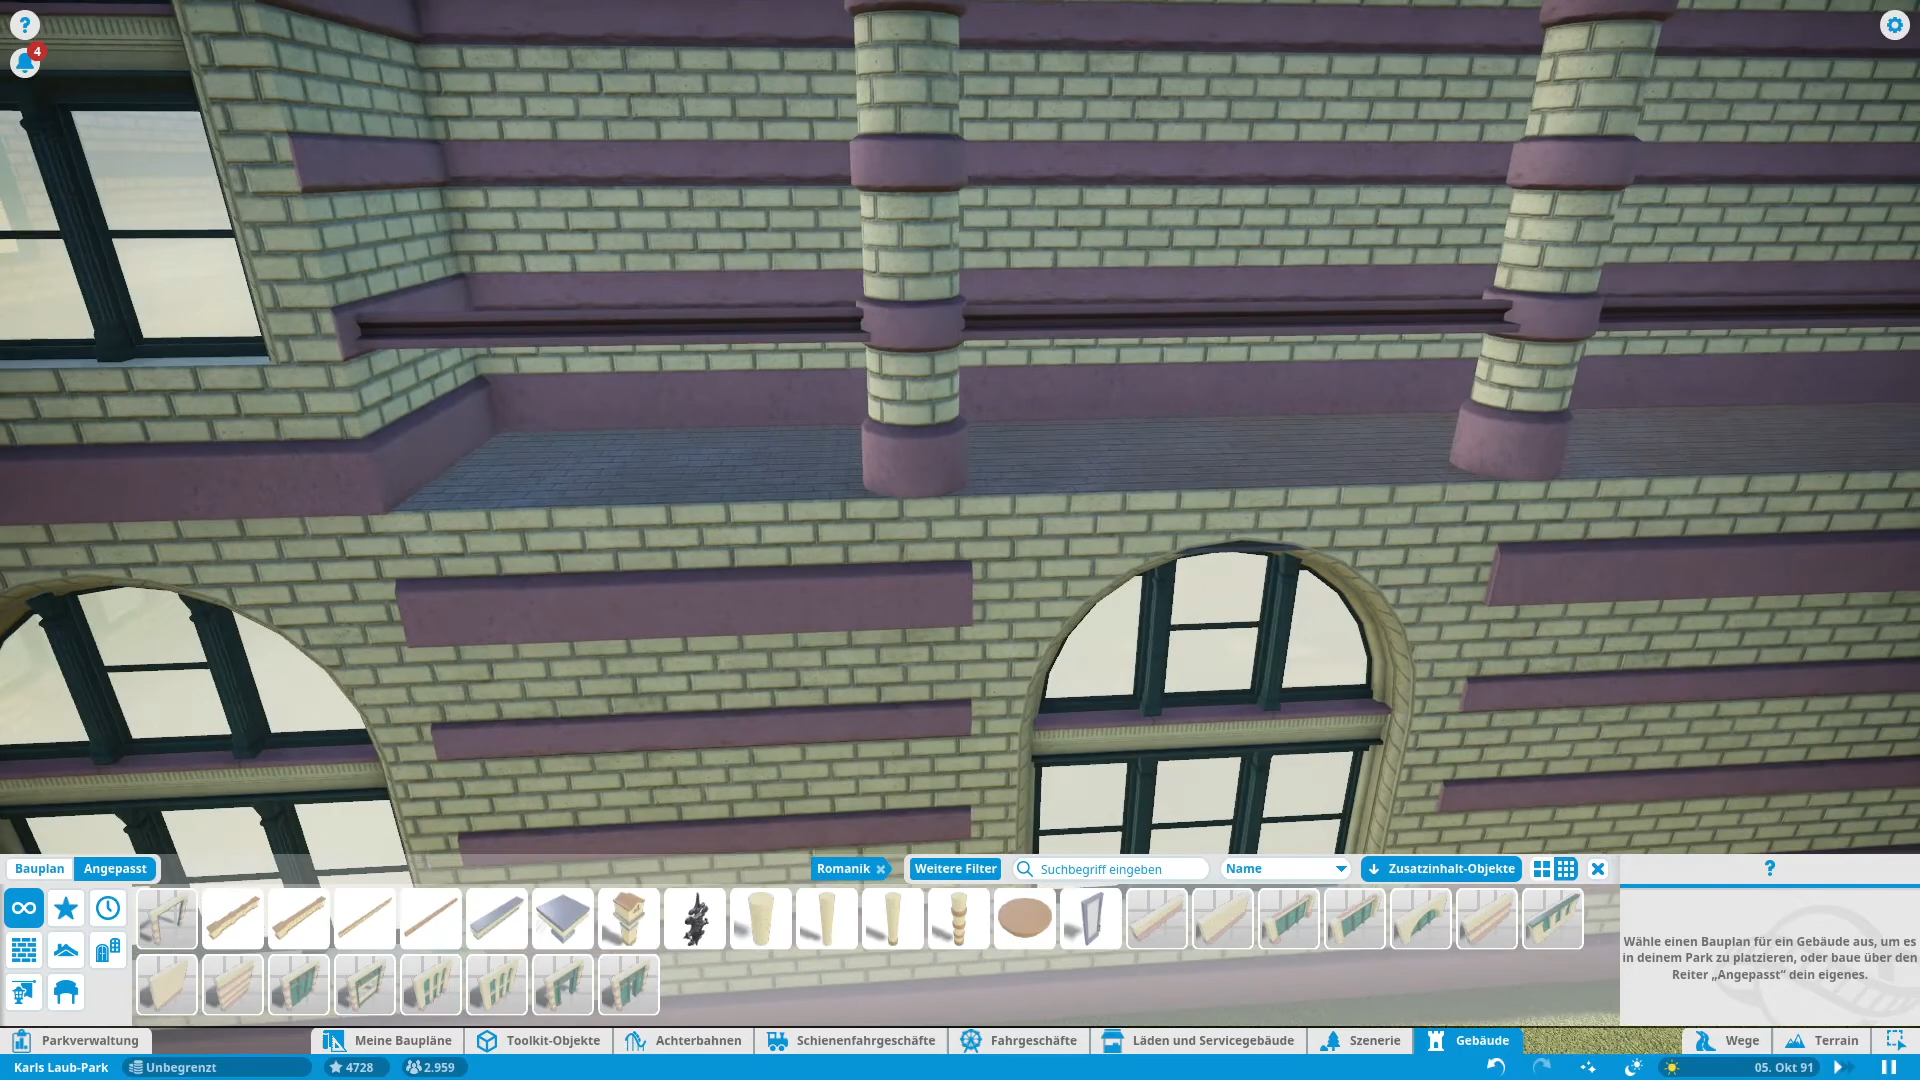 ?
4
Bauplan
Angepasst
Romanik
Weitere Filter
Suchbegriff eingeben
Name
Zusatzinhalt-Objekte
?
Wähle einen Bauplan für ein Gebäude aus, um es
in deinem Park zu platzieren, oder baue über den
Reiter „Angepasst“ dein eigenes.
Parkverwaltung
Meine Baupläne
Toolkit-Objekte
Achterbahnen
Schienenfahrgeschäfte
Fahrgeschäfte
Läden und Servicegebäude
Szenerie
Gebäude
Wege
Terrain
Karls Laub-Park
Unbegrenzt
4728
2.959
05. Okt 91